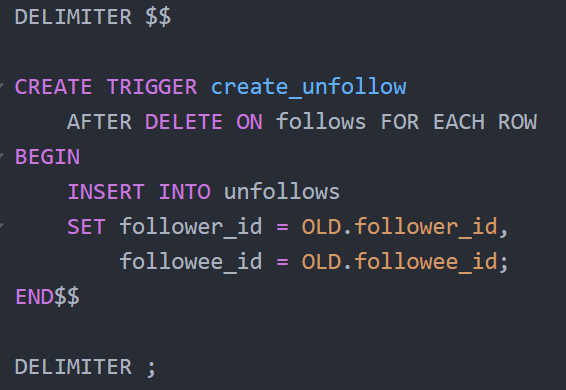 DELIMITER $$
CREATE TRIGGER create_unfollow
AFTER DELETE ON follows FOR EACH ROW
BEGIN
INSERT INTO unfollows
SET follower_id = OLD.follower_id,
followee_id = OLD.followee_id;
END$$
DELIMITER ;